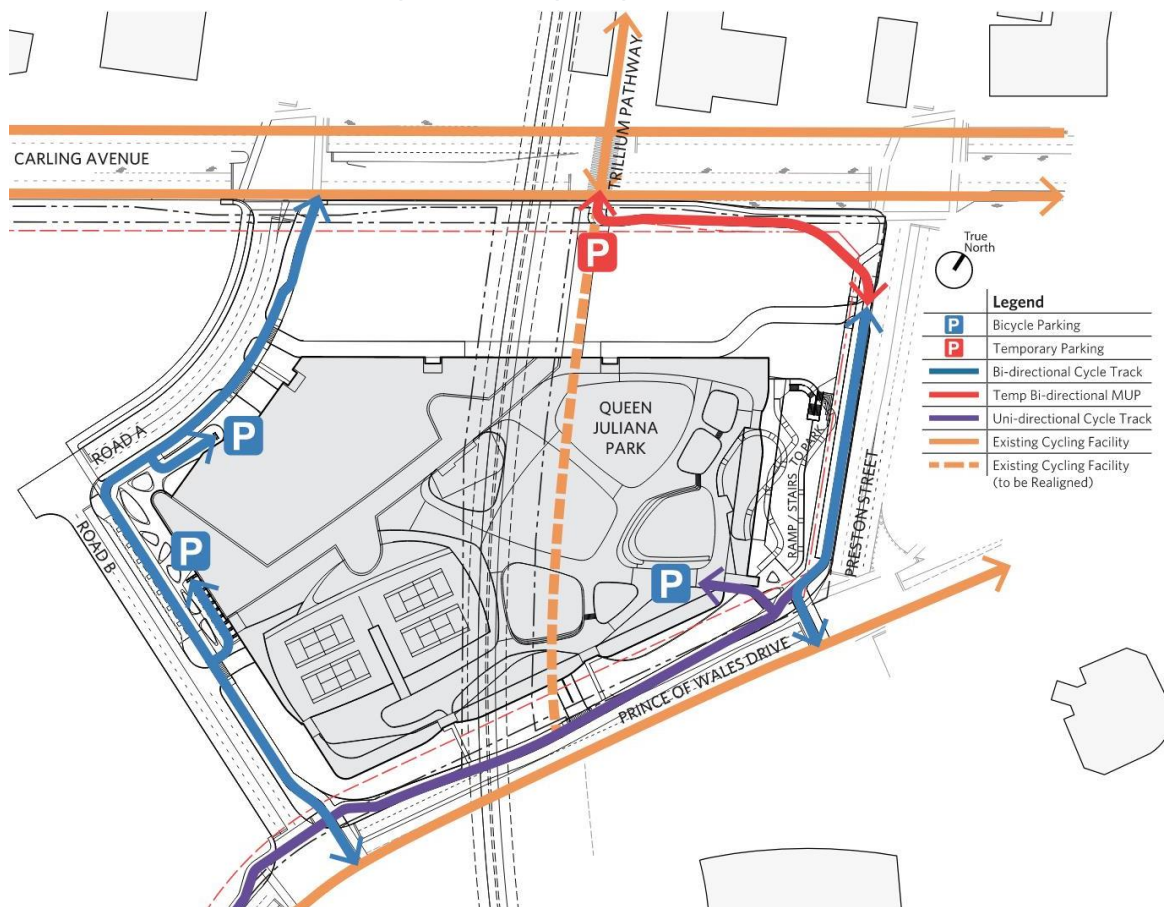 CARLING AVENUE
TRILLIUM PATHWAY
P
True
North
Legend
P Bicycle Parking
P Temporary Parking
Bi-directional Cycle Track
Temp Bi-directional MUP
Uni-directional Cycle Track
Existing Cycling Facility
Existing Cycling Facility
(to be Realigned)
QUEEN
JULIANA
PARK
ROAD A
P
ROAD B
P
P
RAMP / STAIRS TO PARK
PRESTON STREET
PRINCE OF WALES DRIVE